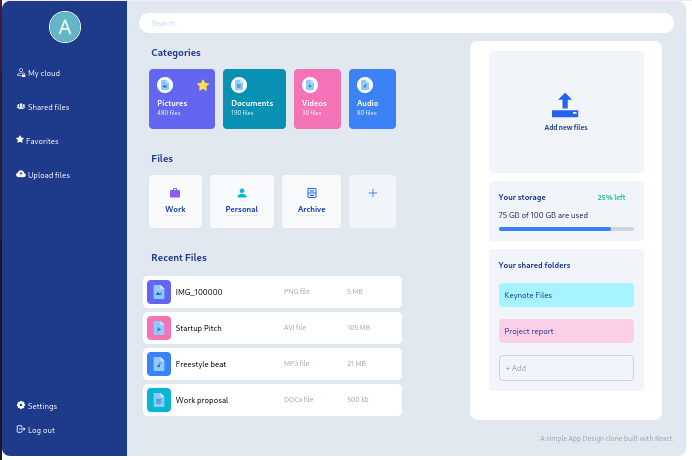 A
My cloud
Shared files
Favorites
Upload files
Settings
Log out
Search
Categories
Pictures
480 files
Documents
190 files
Videos
30 files
Audio
80 files
Files
Work
Personal
Archive
+
Recent Files
IMG_100000 PNG file 5 MB
Startup Pitch AVI file 105 MB
Freestyle beat MP3 file 21 MB
Work proposal DOCx file 500 kb
Add new files
Your storage 25% left
75 GB of 100 GB are used
Your shared folders
Keynote Files
Project report
+ Add
A simple App Design clone built with React.